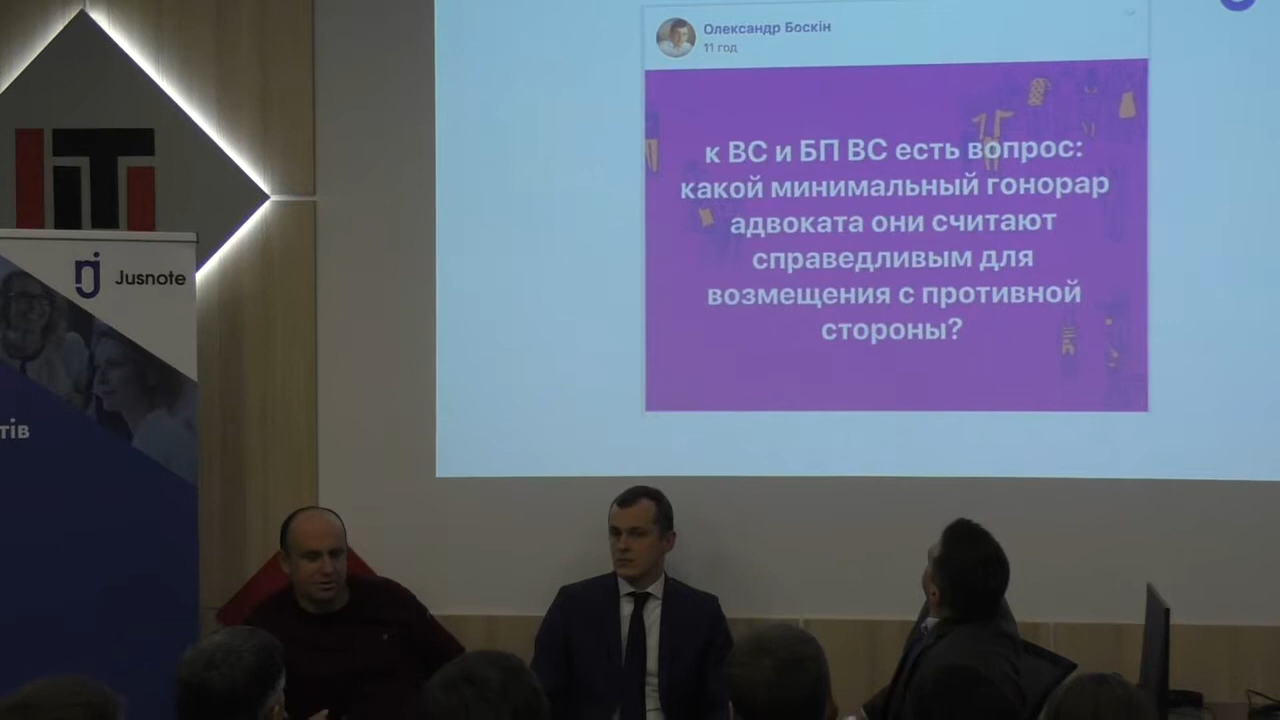 Олександр Боскін
11 год
к ВС и БП ВС есть вопрос:
какой минимальный гонорар
адвоката они считают
справедливым для
возмещения с противной
стороны?
IT
Jusnote
тів